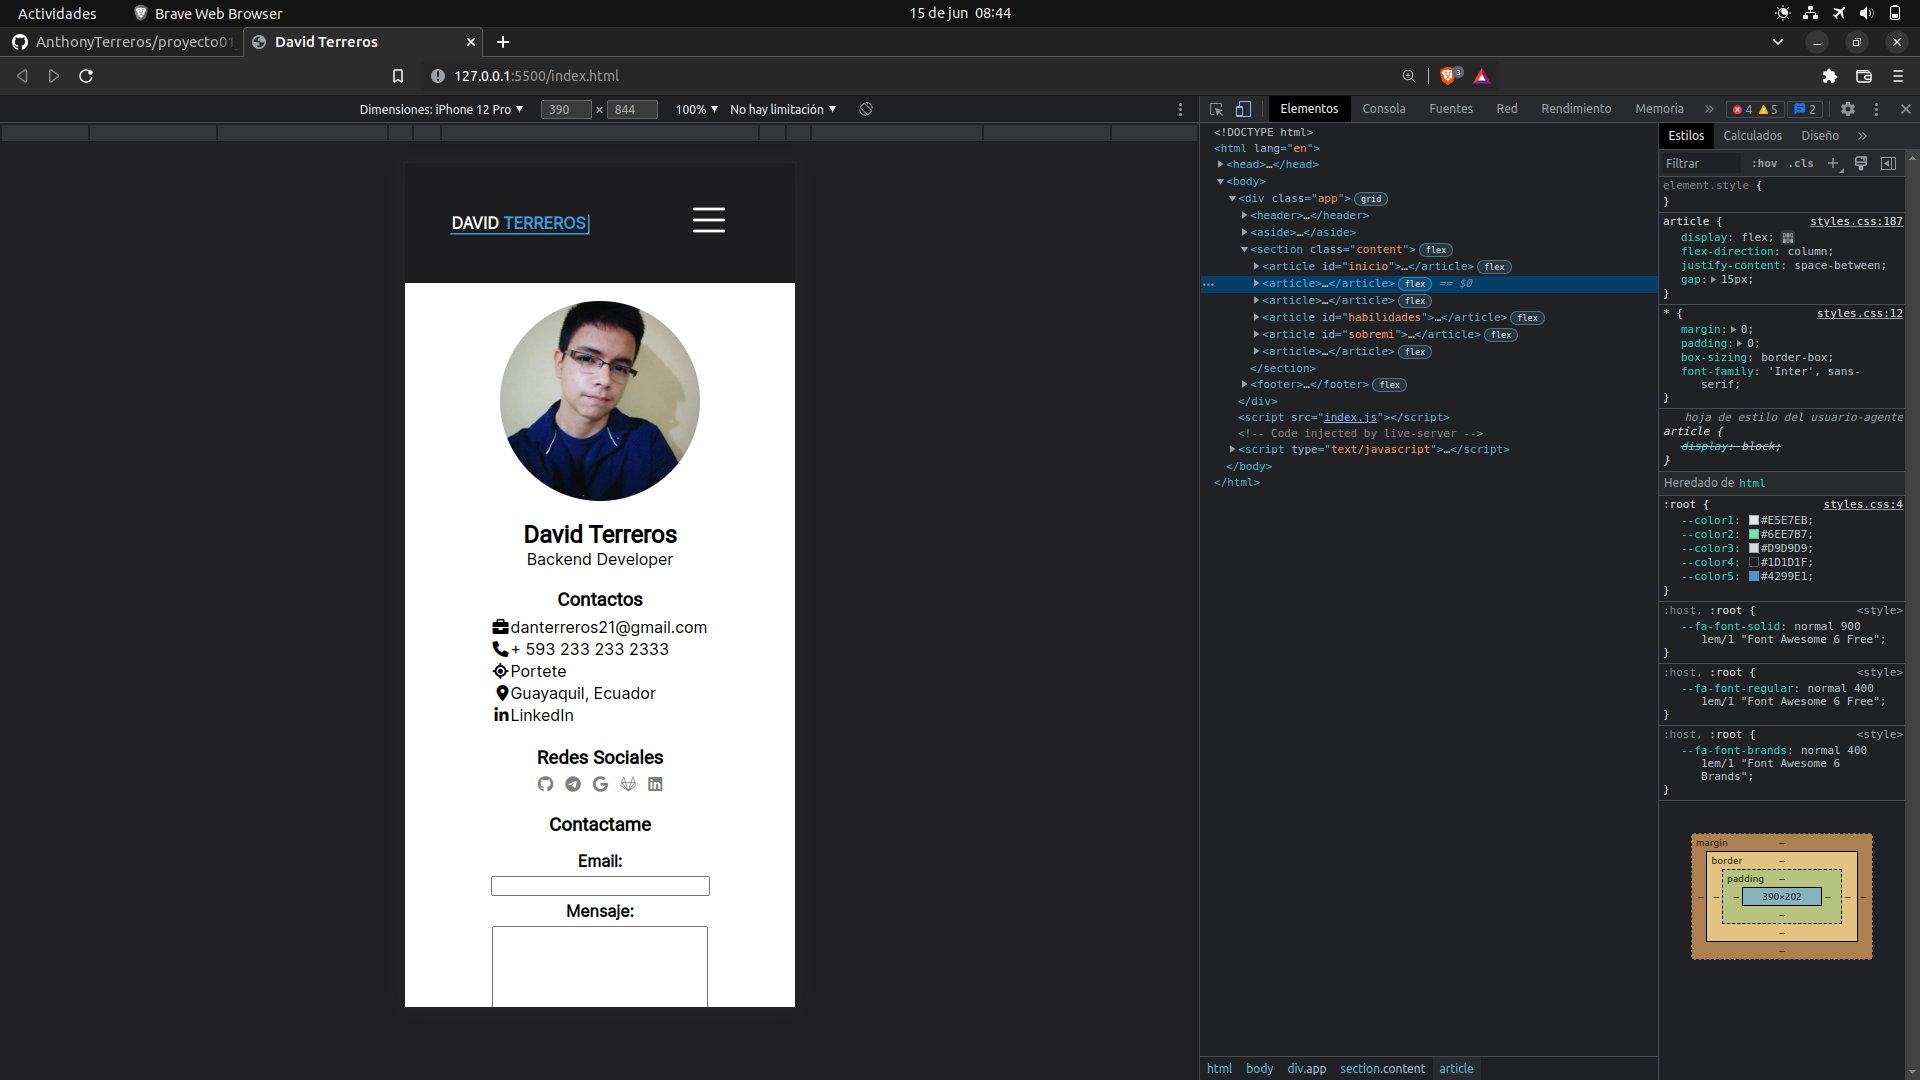 Actividades
Brave Web Browser
15 de jun 08:44
AnthonyTerreros/proyecto01
David Terreros
127.0.0.1:5500/index.html
3
Dimensiones: iPhone 12 Pro
390 × 844
100%
No hay limitación
DAVID TERREROS
David Terreros
Backend Developer
Contactos
danterreros21@gmail.com
+ 593 233 233 2333
Portete
Guayaquil, Ecuador
LinkedIn
Redes Sociales
Contactame
Email:
Mensaje:
Elementos Consola Fuentes Red Rendimiento Memoria » 4 5 2
<!DOCTYPE html>
<html lang="en">
<head>…</head>
<body>
<div class="app"> grid
<header>…</header>
<aside>…</aside>
<section class="content"> flex
<article id="inicio">…</article> flex
<article>…</article> flex == $0
<article>…</article> flex
<article id="habilidades">…</article> flex
<article id="sobremi">…</article> flex
<article>…</article> flex
</section>
<footer>…</footer> flex
</div>
<script src="index.js"></script>
<!-- Code injected by live-server -->
<script type="text/javascript">…</script>
</body>
</html>
html body div.app section.content article
Estilos Calculados Diseño »
Filtrar :hov .cls +
element.style {
}
article { styles.css:187
display: flex;
flex-direction: column;
justify-content: space-between;
gap: 15px;
}
* { styles.css:12
margin: 0;
padding: 0;
box-sizing: border-box;
font-family: 'Inter', sans-
serif;
}
hoja de estilo del usuario-agente
article {
display: block;
}
Heredado de html
:root { styles.css:4
--color1: #E5E7EB;
--color2: #6EE7B7;
--color3: #D9D9D9;
--color4: #1D1D1F;
--color5: #4299E1;
}
:host, :root { <style>
--fa-font-solid: normal 900
1em/1 "Font Awesome 6 Free";
}
:host, :root { <style>
--fa-font-regular: normal 400
1em/1 "Font Awesome 6 Free";
}
:host, :root { <style>
--fa-font-brands: normal 400
1em/1 "Font Awesome 6
Brands";
}
margin –
border –
padding –
– – – 390×202 – – –
–
–
–